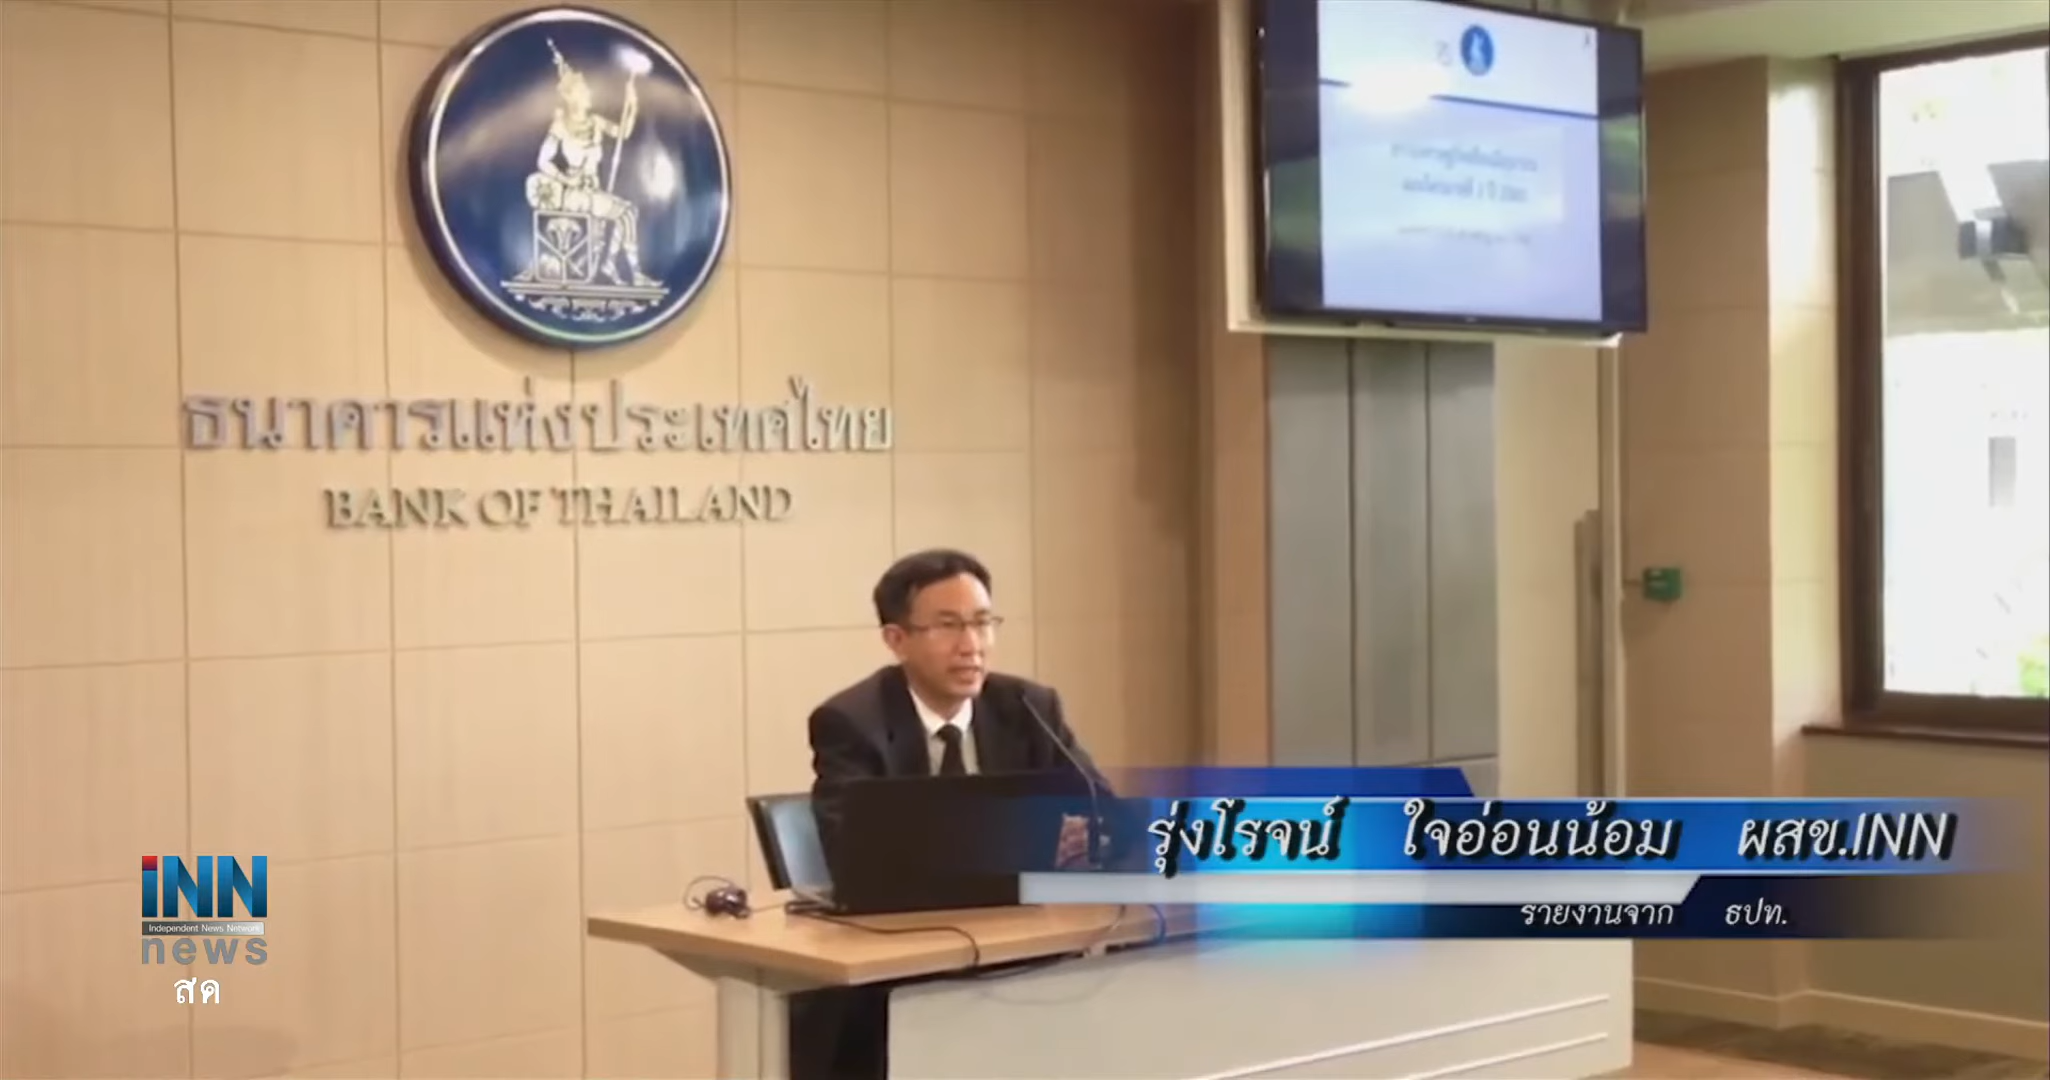 ธนาคารแห่งประเทศไทย
BANK OF THAILAND
รุ่งโรจน์ ใจอ่อนน้อม ผสข.INN
รายงานจาก ธปท.
iNN
Independent News Network
news
สด